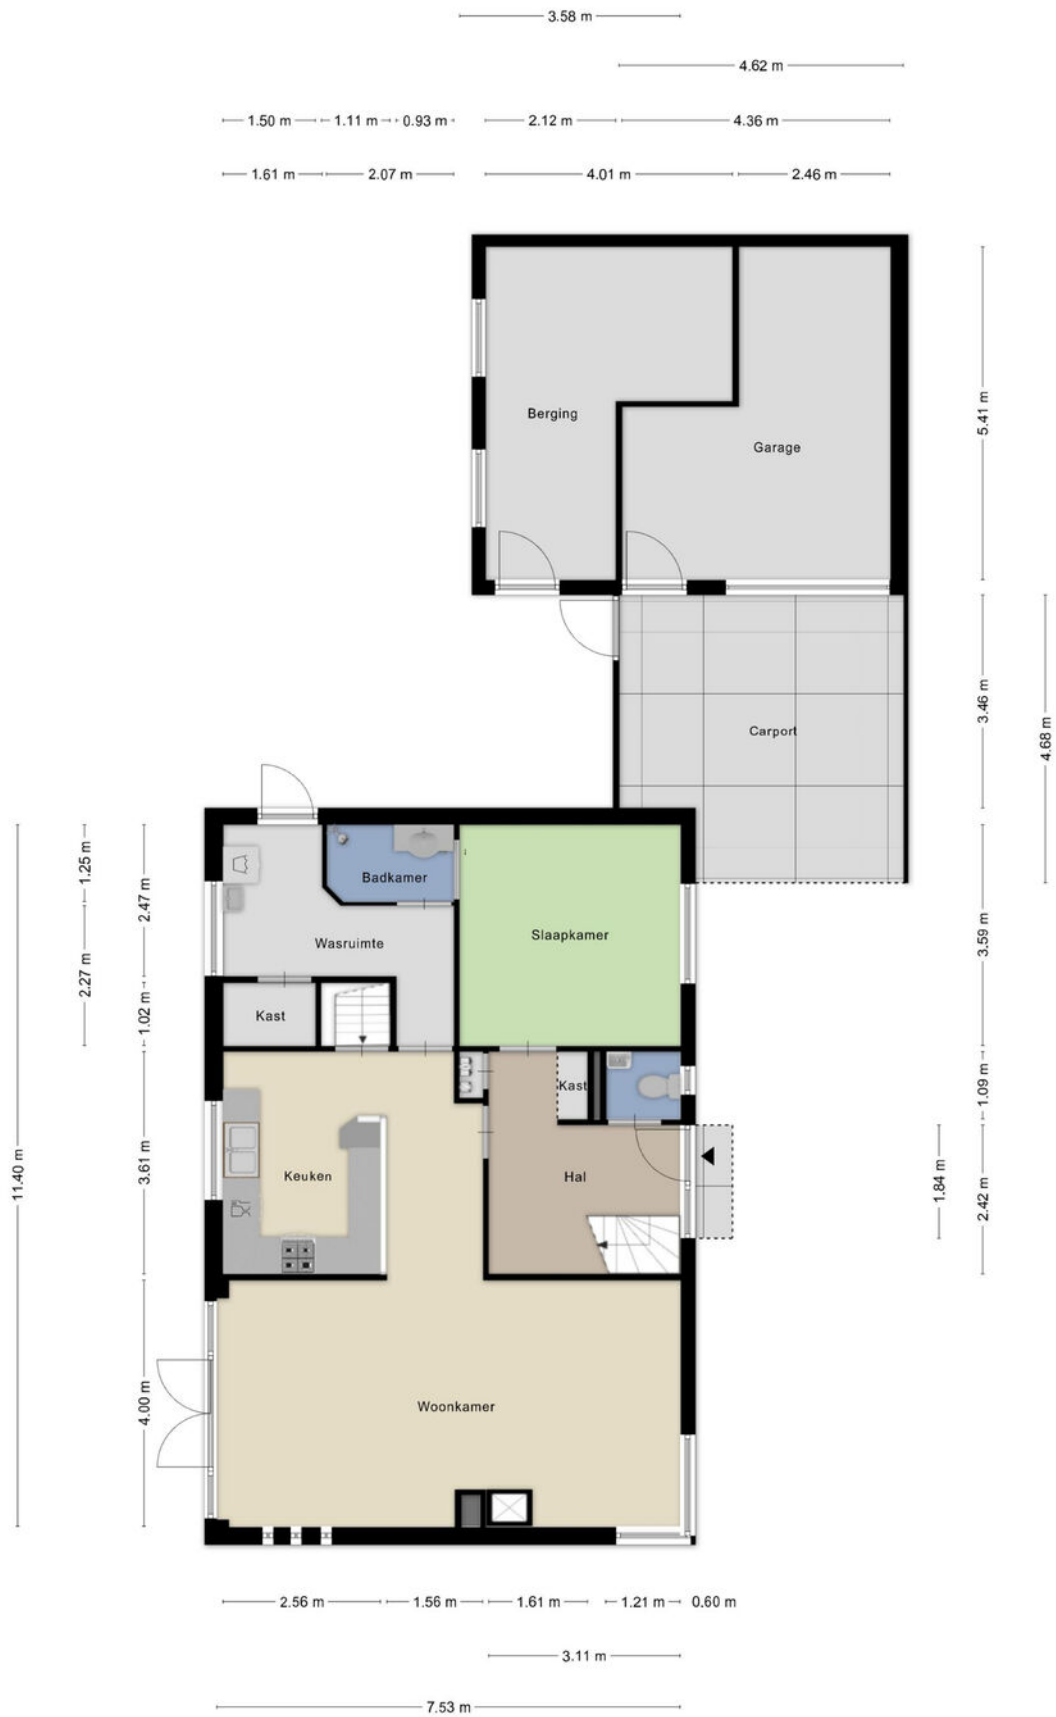 3.58 m
4.62 m
1.50 m 1.11 m 0.93 m 2.12 m 4.36 m
1.61 m 2.07 m 4.01 m 2.46 m
5.41 m
Berging
Garage
3.46 m
4.68 m
Carport
1.25 m
2.47 m
Badkamer
Slaapkamer
Wasruimte
3.59 m
2.27 m
1.02 m
Kast
Kast
1.09 m
11.40 m
3.61 m
Keuken
Hal
1.84 m
2.42 m
4.00 m
Woonkamer
2.56 m 1.56 m 1.61 m 1.21 m 0.60 m
3.11 m
7.53 m